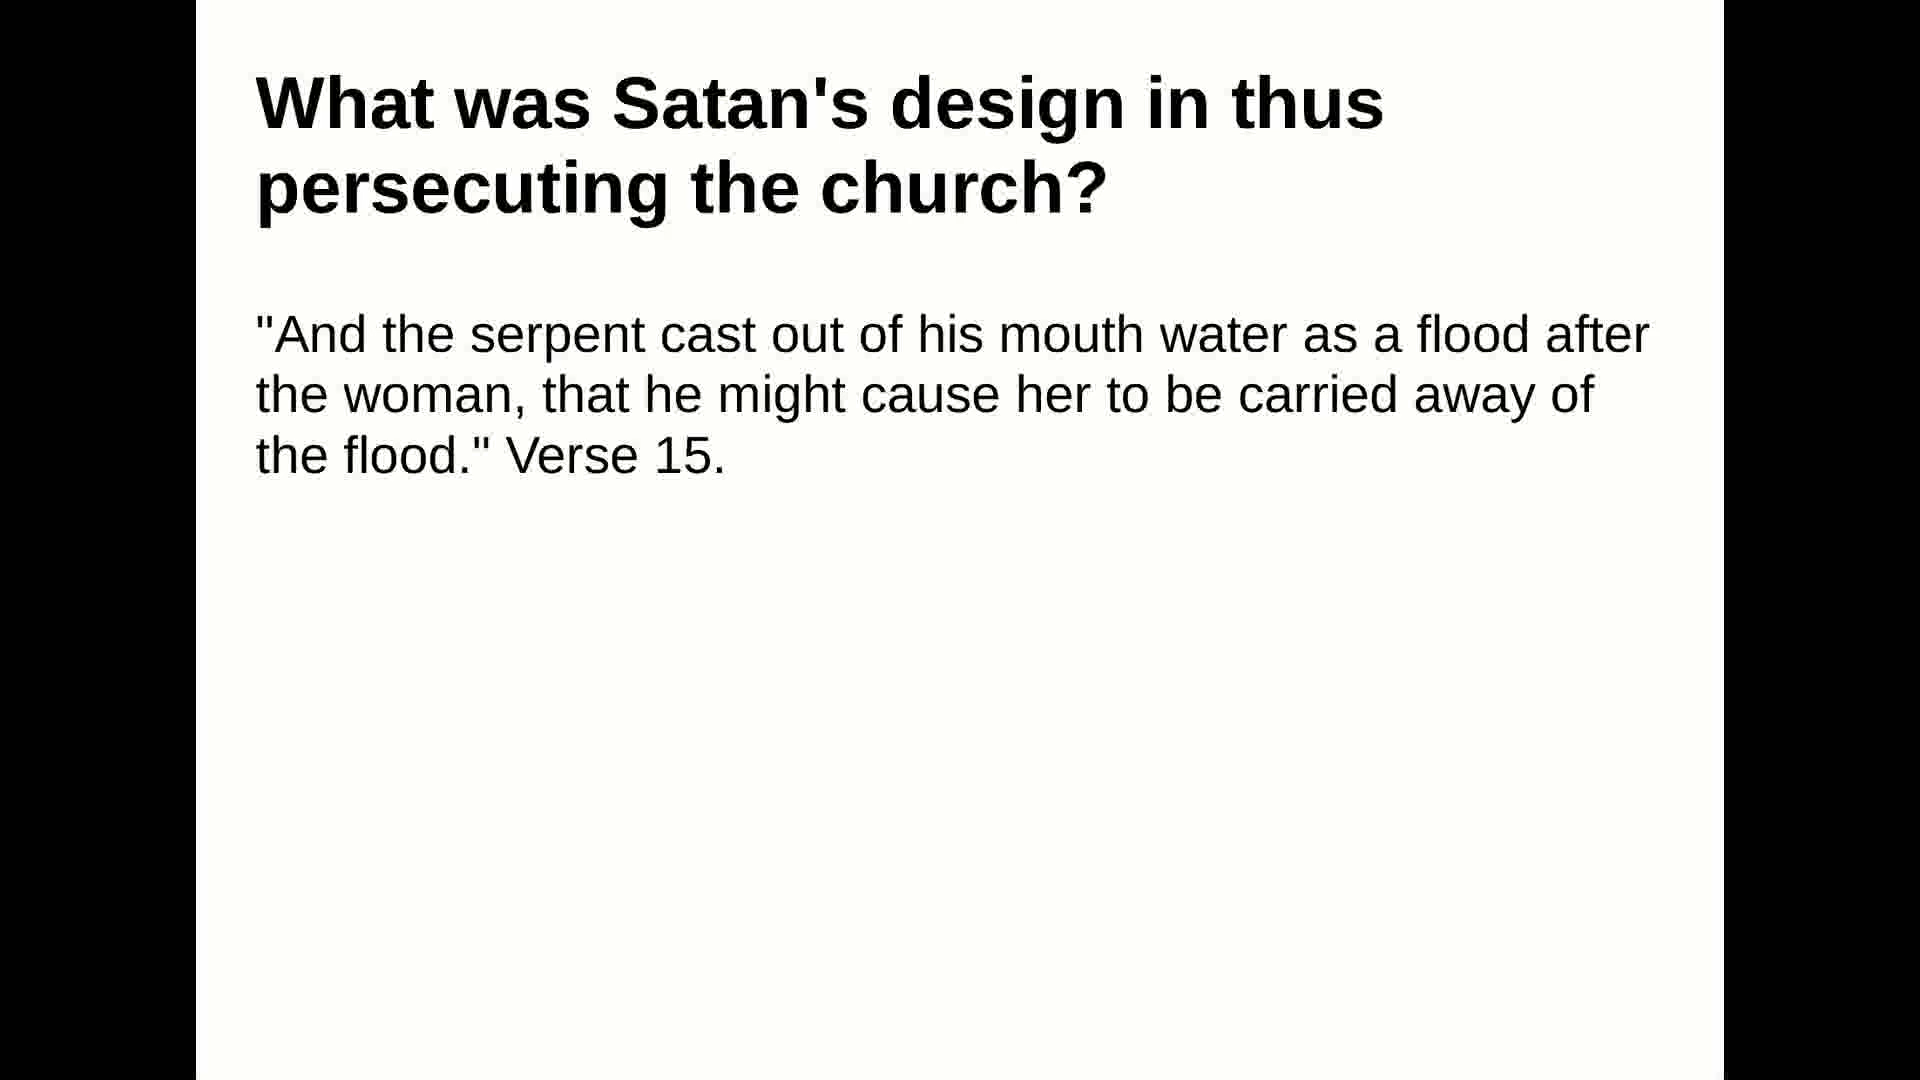 What was Satan's design in thus
persecuting the church?
"And the serpent cast out of his mouth water as a flood after
the woman, that he might cause her to be carried away of
the flood." Verse 15.